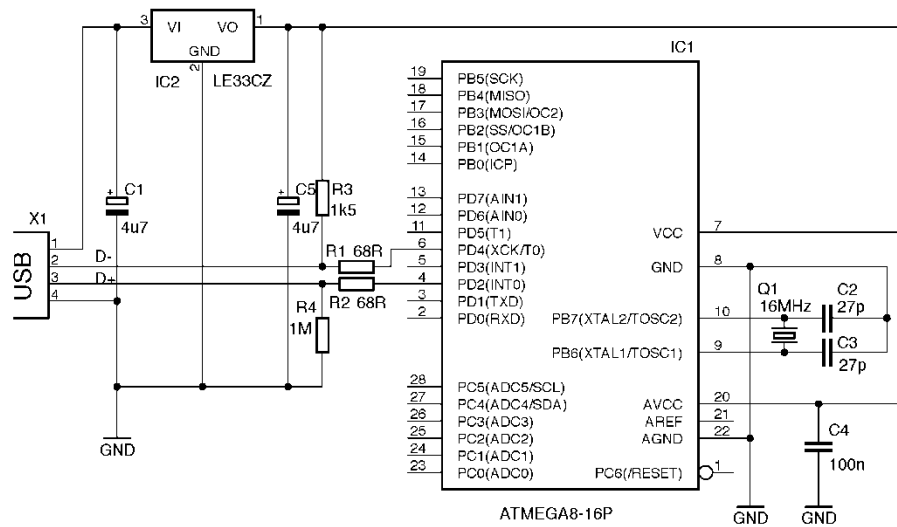 3 VI VO 1
GND
2
IC2 LE33CZ
IC1
C1
4u7
C5
4u7
R3
1k5
X1
USB
1
2
3
4
D-
D+
R1 68R
R2 68R
R4
1M
GND
19 PB5(SCK)
18 PB4(MISO)
17 PB3(MOSI/OC2)
16 PB2(SS/OC1B)
15 PB1(OC1A)
14 PB0(ICP)
13 PD7(AIN1)
12 PD6(AIN0)
11 PD5(T1)
6 PD4(XCK/T0)
5 PD3(INT1)
4 PD2(INT0)
3 PD1(TXD)
2 PD0(RXD)
28 PC5(ADC5/SCL)
27 PC4(ADC4/SDA)
26 PC3(ADC3)
25 PC2(ADC2)
24 PC1(ADC1)
23 PC0(ADC0)
VCC 7
GND 8
PB7(XTAL2/TOSC2) 10
PB6(XTAL1/TOSC1) 9
AVCC 20
AREF 21
AGND 22
PC6(/RESET) 1
Q1
16MHz
C2
27p
C3
27p
C4
100n
GND
GND
ATMEGA8-16P